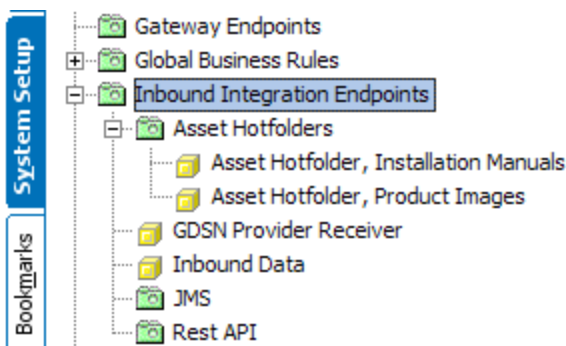 System Setup
Bookmarks
Gateway Endpoints
Global Business Rules
Inbound Integration Endpoints
Asset Hotfolders
Asset Hotfolder, Installation Manuals
Asset Hotfolder, Product Images
GDSN Provider Receiver
Inbound Data
JMS
Rest API